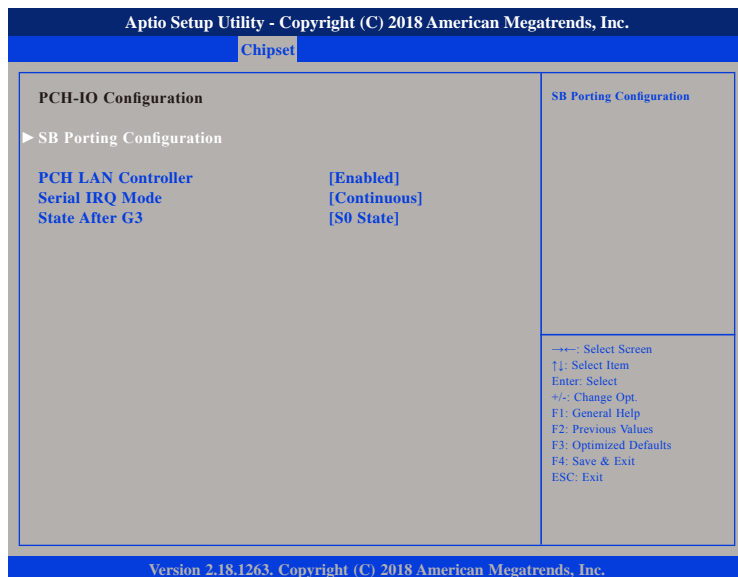 Aptio Setup Utility - Copyright (C) 2018 American Megatrends, Inc.
Chipset
PCH-IO Configuration
► SB Porting Configuration
PCH LAN Controller [Enabled]
Serial IRQ Mode [Continuous]
State After G3 [S0 State]
SB Porting Configuration
→←: Select Screen
↑↓: Select Item
Enter: Select
+/-: Change Opt.
F1: General Help
F2: Previous Values
F3: Optimized Defaults
F4: Save & Exit
ESC: Exit
Version 2.18.1263. Copyright (C) 2018 American Megatrends, Inc.